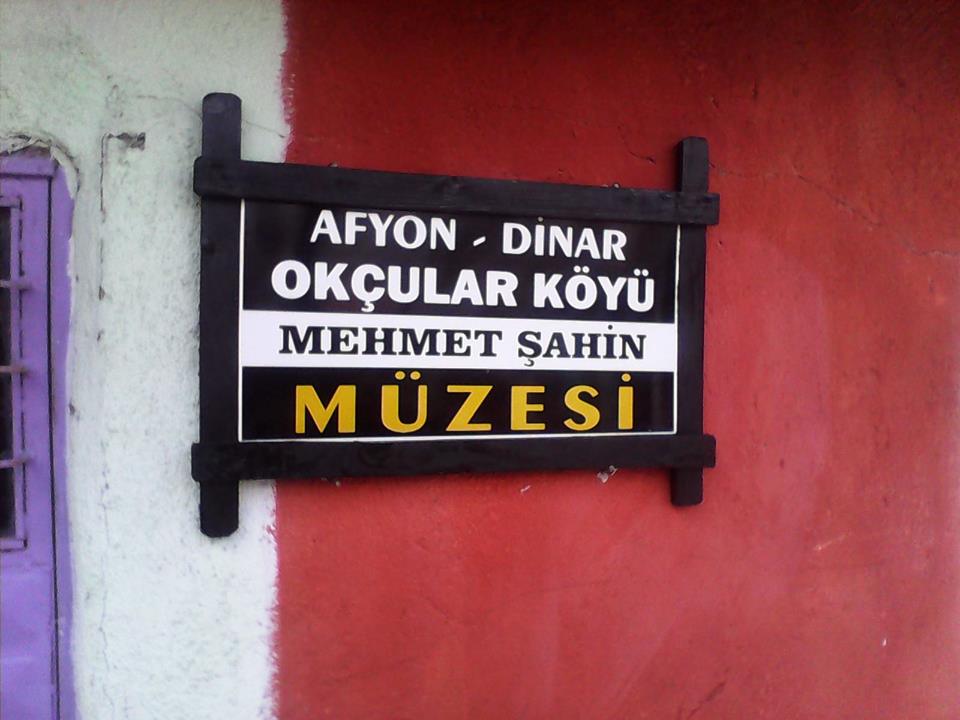 AFYON - DİNAR
OKÇULAR KÖYÜ
MEHMET ŞAHİN
MÜZESİ